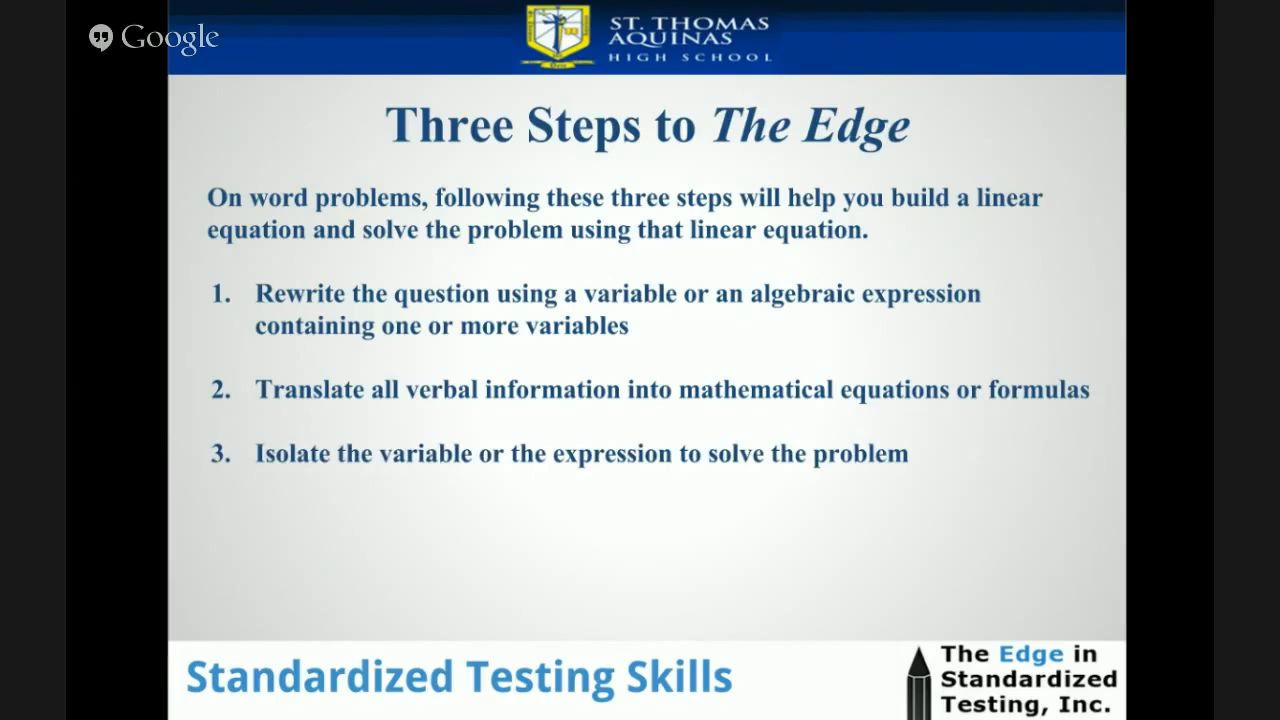 Google
ST. THOMAS
AQUINAS
HIGH SCHOOL
Three Steps to The Edge
On word problems, following these three steps will help you build a linear
equation and solve the problem using that linear equation.
1. Rewrite the question using a variable or an algebraic expression
containing one or more variables
2. Translate all verbal information into mathematical equations or formulas
3. Isolate the variable or the expression to solve the problem
Standardized Testing Skills
The Edge in
Standardized
Testing, Inc.